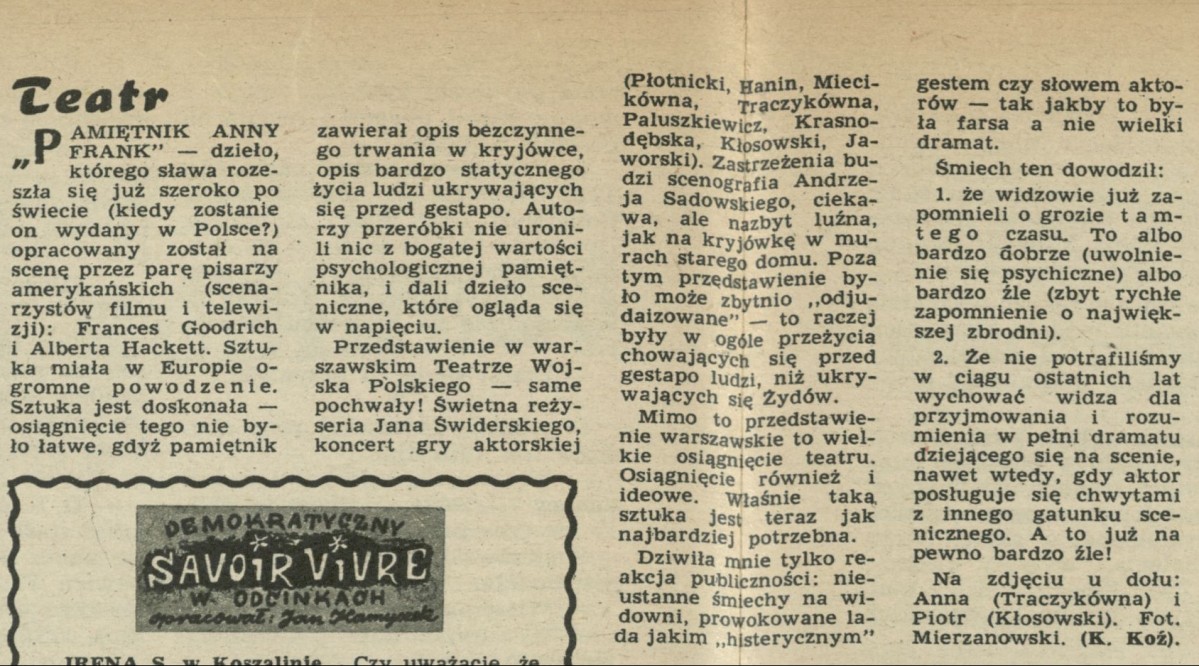 Teatr
„PAMIĘTNIK ANNY
FRANK” — dzieło,
którego sława roze-
szła się już szeroko po
świecie (kiedy zostanie
on wydany w Polsce?)
opracowany został na
scenę przez parę pisarzy
amerykańskich (scena-
rzystów filmu i telewi-
zji): Frances Goodrich
i Alberta Hackett. Sztu-
ka miała w Europie o-
gromne powodzenie.
Sztuka jest doskonała —
osiągnięcie tego nie by-
ło łatwe, gdyż pamiętnik
zawierał opis bezczynne-
go trwania w kryjówce,
opis bardzo statycznego
życia ludzi ukrywających
się przed gestapo. Auto-
rzy przeróbki nie uroni-
li nic z bogatej wartości
psychologicznej pamięt-
nika, i dali dzieło sce-
niczne, które ogląda się
w napięciu.
Przedstawienie w war-
szawskim Teatrze Woj-
ska Polskiego — same
pochwały! Świetna reży-
seria Jana Świderskiego,
koncert gry aktorskiej
(Płotnicki, Hanin, Mieci-
kówna, Traczykówna,
Paluszkiewicz, Krasno-
dębska, Kłosowski, Ja-
worski). Zastrzeżenia bu-
dzi scenografia Andrze-
ja Sadowskiego, cieka-
wa, ale nazbyt luźna,
jak na kryjówkę w mu-
rach starego domu. Poza
tym przedstawienie by-
ło może zbytnio „odju-
daizowane” — to raczej
były w ogóle przeżycia
chowających się przed
gestapo ludzi, niż ukry-
wających się Żydów.
Mimo to przedstawie-
nie warszawskie to wiel-
kie osiągnięcie teatru.
Osiągnięcie również i
ideowe. Właśnie taka
sztuka jest teraz jak
najbardziej potrzebna.
Dziwiła mnie tylko re-
akcja publiczności: nie-
ustanne śmiechy na wi-
downi, prowokowane la-
da jakim „histerycznym”
gestem czy słowem akto-
rów — tak jakby to by-
ła farsa a nie wielki
dramat.
Śmiech ten dowodził:
1. że widzowie już za-
pomnieli o grozie tam-
tego czasu. To albo
bardzo dobrze (uwolnie-
nie się psychiczne) albo
bardzo źle (zbyt rychłe
zapomnienie o najwięk-
szej zbrodni).
2. Że nie potrafiliśmy
w ciągu ostatnich lat
wychować widza dla
przyjmowania i rozu-
mienia w pełni dramatu
dziejącego się na scenie,
nawet wtedy, gdy aktor
posługuje się chwytami
z innego gatunku sce-
nicznego. A to już na
pewno bardzo źle!
Na zdjęciu u dołu:
Anna (Traczykówna) i
Piotr (Kłosowski). Fot.
Mierzanowski. (K. Koź).
DEMOKRATYCZNY
SAVOIR VIVRE
W ODCINKACH
opracował: Jan Kamyczek
IRENA S. w Koszalinie. Czy uważacie, że